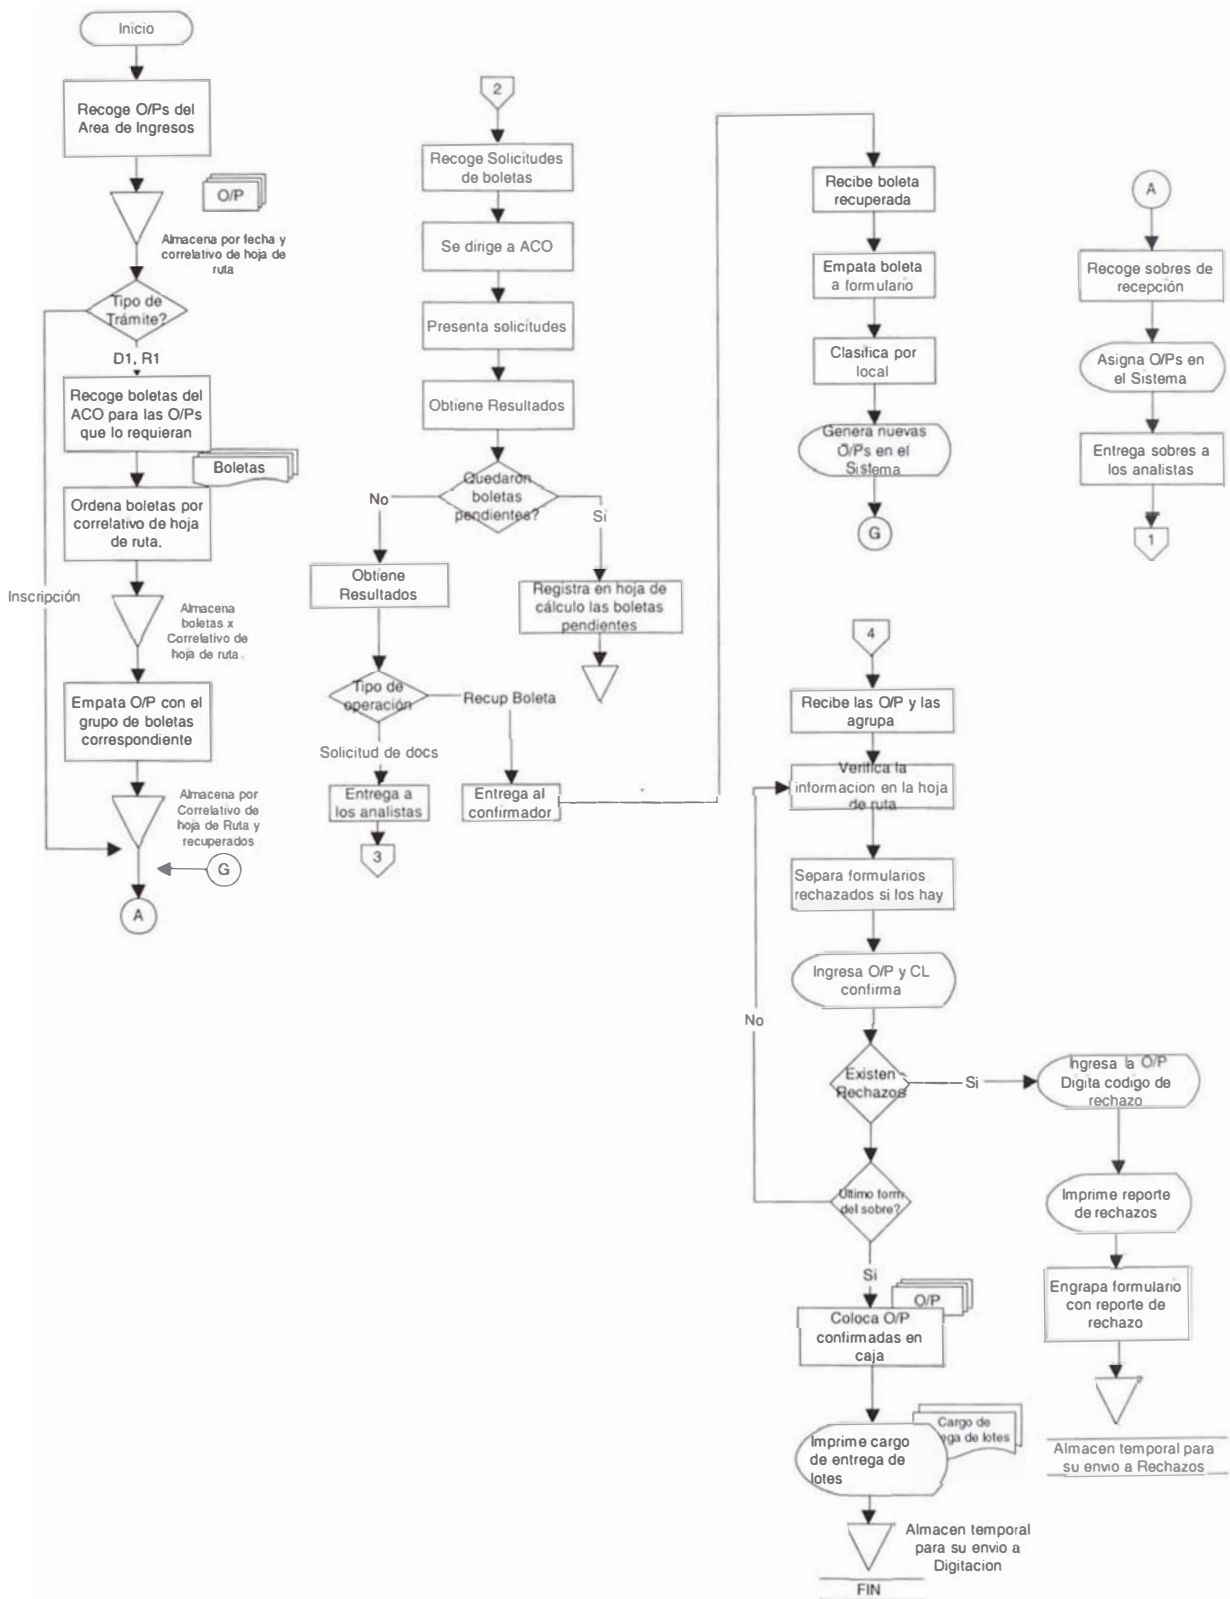 Inicio
Recoge O/Ps del
Area de Ingresos
O/P
Almacena por fecha y
correlativo de hoja de
ruta
Tipo de
Trámite?
D1, R1
Recoge boletas del
ACO para las O/Ps
que lo requieran
Boletas
Ordena boletas por
correlativo de hoja
de ruta.
Inscripción
Almacena
boletas x
Correlativo de
hoja de ruta.
Empata O/P con el
grupo de boletas
correspondiente
Almacena por
Correlativo de
hoja de Ruta y
recuperados
G
A
2
Recoge Solicitudes
de boletas
Se dirige a ACO
Presenta solicitudes
Obtiene Resultados
Quedaron
boletas
pendientes?
No
Si
Obtiene
Resultados
Registra en hoja de
cálculo las boletas
pendientes
Tipo de
operación
Recup Boleta
Solicitud de docs
Entrega a
los analistas
Entrega al
confirmador
3
Recibe boleta
recuperada
Empata boleta
a formulario
Clasifica por
local
Genera nuevas
O/Ps en el
Sistema
G
A
Recoge sobres de
recepción
Asigna O/Ps en
el Sistema
Entrega sobres a
los analistas
1
4
Recibe las O/P y las
agrupa
Verifica la
informacion en la hoja
de ruta
Separa formularios
rechazados si los hay
Ingresa O/P y CL
confirma
No
Existen
Rechazos
Si
Ingresa la O/P
Digita codigo de
rechazo
Ultimo form
del sobre?
Imprime reporte
de rechazos
Si
O/P
Coloca O/P
confirmadas en
caja
Engrapa formulario
con reporte de
rechazo
Cargo de
ega de lotes
Imprime cargo
de entrega de
lotes
Almacen temporal para
su envio a Rechazos
Almacen temporal
para su envio a
Digitacion
FIN